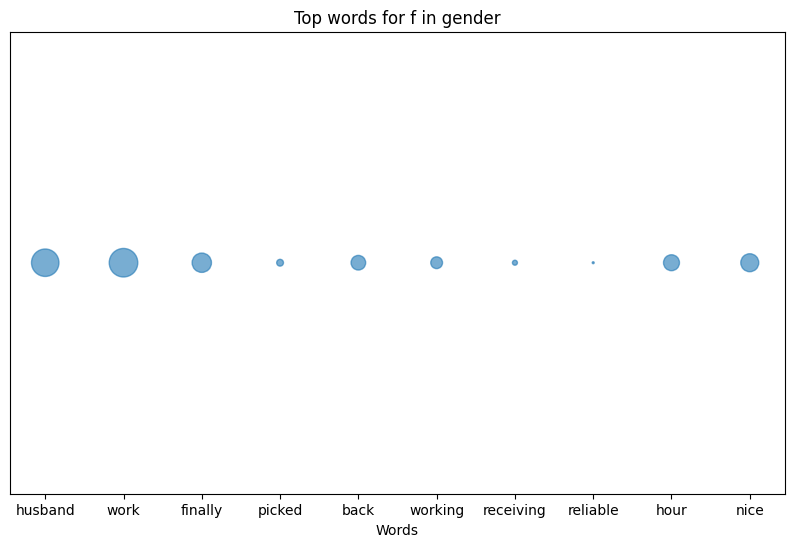 Top words for f in gender
husband work finally picked back working receiving reliable hour nice
Words